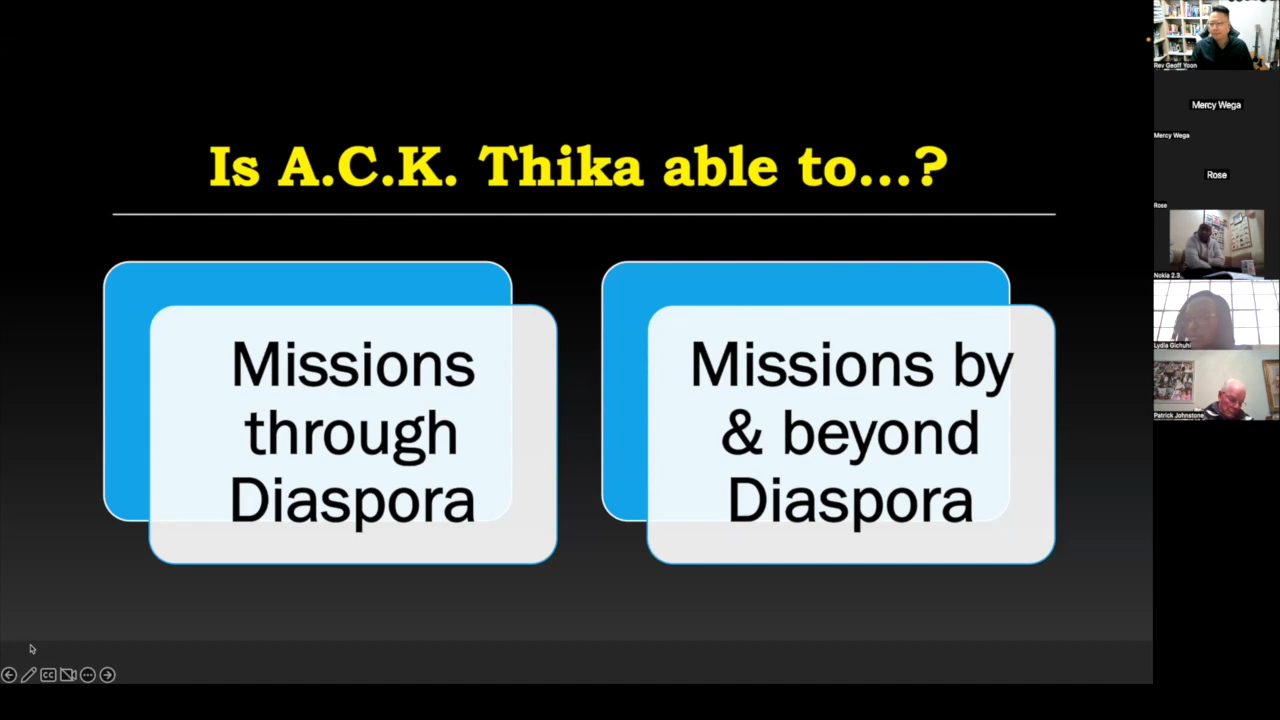 Is A.C.K. Thika able to...?
Missions
through
Diaspora
Missions by
& beyond
Diaspora
CC
Rev Geoff Yoon
Mercy Wega
Mercy Wega
Rose
Rose
Nokia 2.3
Lydia Gichuhi
Patrick Johnstone